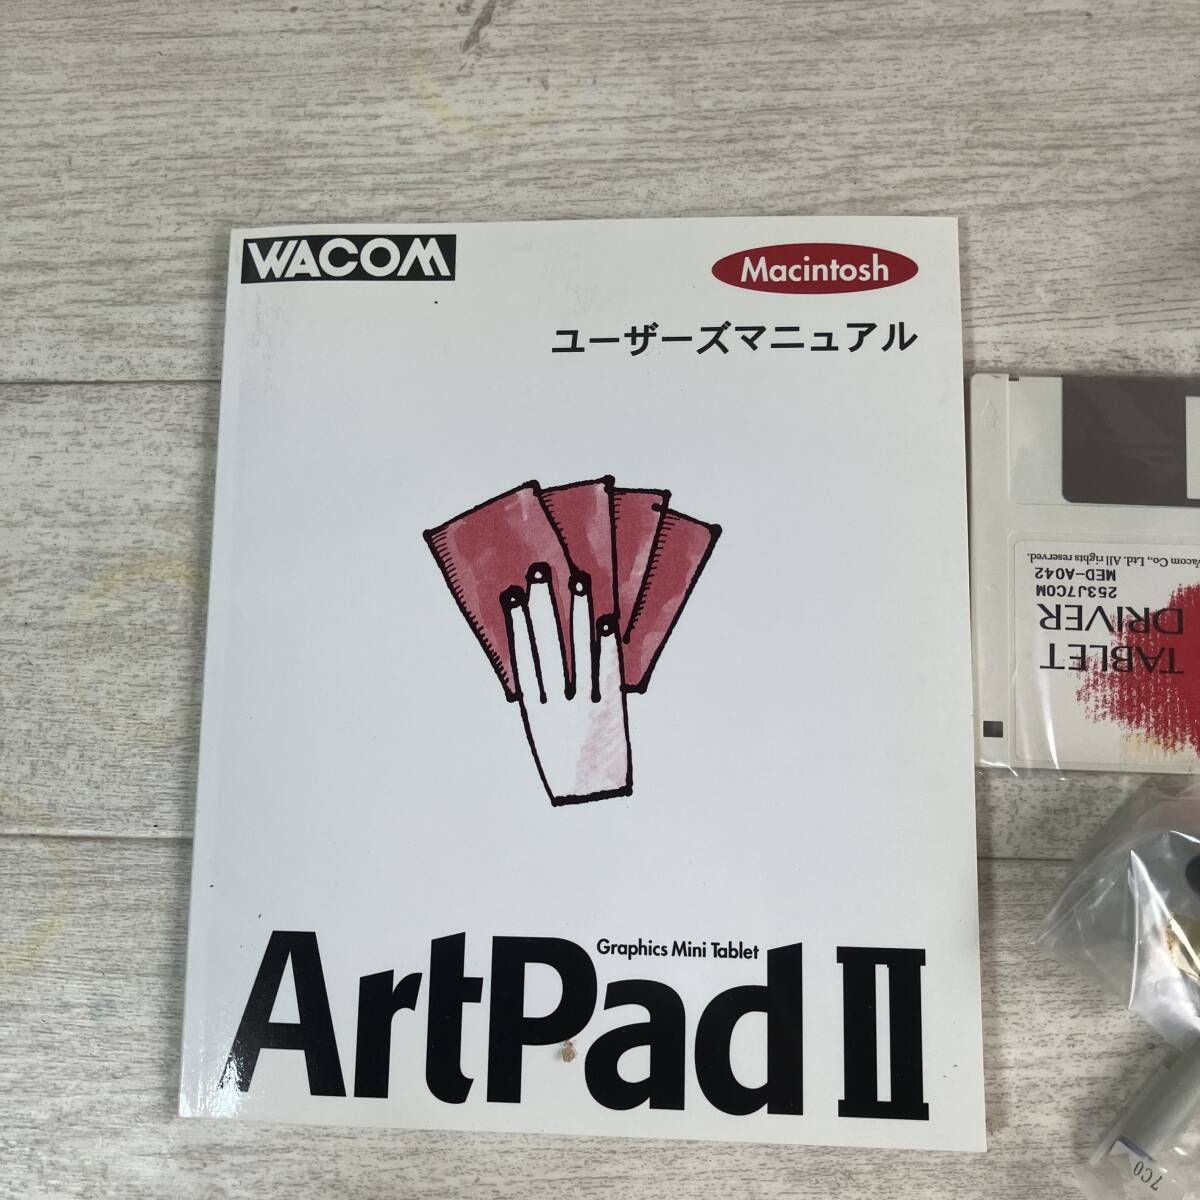 WACOM
Macintosh
ユーザーズマニュアル
Graphics Mini Tablet
ArtPad II
TABLET
DRIVER
253J7COM
MED-A042
Co., Ltd. All rights reserved.
7C0